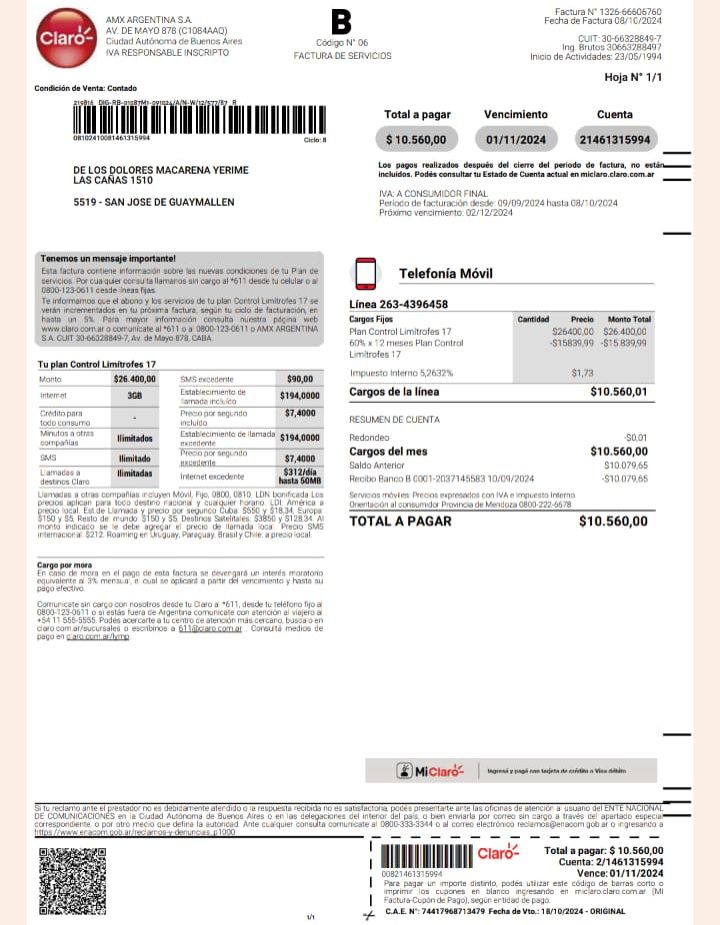 Claro
AMX ARGENTINA S.A.
AV. DE MAYO 878 (C1084AAQ)
Ciudad Autónoma de Buenos Aires
IVA RESPONSABLE INSCRIPTO
B
Código N° 06
FACTURA DE SERVICIOS
Factura N° 1326-66606760
Fecha de Factura 08/10/2024
CUIT: 30-66328849-7
Ing. Brutos 30663288497
Inicio de Actividades: 23/05/1994
Hoja N° 1/1
Condición de Venta: Contado
08102410081461315994
Ciclo: 8
Total a pagar
Vencimiento
Cuenta
$ 10.560,00
01/11/2024
21461315994
DE LOS DOLORES MACARENA YERIME
LAS CAÑAS 1510
5519 - SAN JOSE DE GUAYMALLEN
Los pagos realizados después del cierre del periodo de factura, no están
incluidos. Podés consultar tu Estado de Cuenta actual en miclaro.claro.com.ar
IVA: A CONSUMIDOR FINAL
Período de facturación desde: 09/09/2024 hasta 08/10/2024
Próximo vencimiento: 02/12/2024
Tenemos un mensaje importante!
Esta factura contiene información sobre las nuevas condiciones de tu Plan de
servicios. Por cualquier consulta llamanos sin cargo al *611 desde tu celular o al
0800-123-0611 desde líneas fijas.
Te informamos que el abono y los servicios de tu plan Control Limítrofes 17 se
verán incrementados en tu próxima factura, según tu ciclo de facturación, en
hasta un 5%. Para mayor información consulta nuestra página web
www.claro.com.ar o comunicate al *611 o al 0800-123-0611 o AMX ARGENTINA
S.A. CUIT 30-66328849-7, Av. de Mayo 878, CABA.
Tu plan Control Limítrofes 17
Monto $26.400,00 SMS excedente $90,00
Internet 3GB Establecimiento de llamada incluído $194,0000
Crédito para todo consumo - Precio por segundo incluído $7,4000
Minutos a otras compañías Ilimitados Establecimiento de llamada excedente $194,0000
SMS Ilimitado Precio por segundo excedente $7,4000
Llamadas a destinos Claro Ilimitadas Internet excedente $312/día hasta 50MB
Llamadas a otras compañías incluyen Móvil, Fijo, 0800, 0810. LDN bonificada Los
precios aplican para todo destino nacional y cualquier horario. LDI: América a
precio local. Est.de Llamada y precio por segundo Cuba: $550 y $18,34, Europa:
$150 y $5. Resto de mundo: $150 y $5. Destinos Satelitales: $3850 y $128,34. Al
monto indicado se le debe agregar el precio de llamada local. Precio SMS
internacional: $212. Roaming en Uruguay, Paraguay, Brasil y Chile: a precio local.
Cargo por mora
En caso de mora en el pago de esta factura se devengará un interés moratorio
equivalente al 3% mensual, el cual se aplicará a partir del vencimiento y hasta su
pago efectivo.
Comunicate sin cargo con nosotros desde tu Claro al *611, desde tu teléfono fijo al
0800-123-0611 o si estás fuera de Argentina comunicate con atención al viajero al
+54 11 555-5555. Podés acercarte a tu centro de atención más cercano, buscalo en
claro.com.ar/sucursales o escribinos a 611@claro.com.ar . Consultá medios de
pago en claro.com.ar/lymp.
Telefonía Móvil
Línea 263-4396458
Cargos Fijos Cantidad Precio Monto Total
Plan Control Limítrofes 17 $26400,00 $26.400,00
60% x 12 meses Plan Control -$15839,99 -$15.839,99
Limítrofes 17
Impuesto Interno 5,2632% $1,73
Cargos de la línea $10.560,01
RESUMEN DE CUENTA
Redondeo -$0,01
Cargos del mes $10.560,00
Saldo Anterior $10.079,65
Recibo Banco B 0001-2037145583 10/09/2024 -$10.079,65
Servicios móviles: Precios expresados con IVA e Impuesto Interno.
Orientación al consumidor Provincia de Mendoza 0800-222-6678
TOTAL A PAGAR $10.560,00
MiClaro
Ingresá y pagá con tarjeta de crédito o Visa débito
Si tu reclamo ante el prestador no es debidamente atendido o la respuesta recibida no es satisfactoria, podés presentarte ante las oficinas de atención al usuario del ENTE NACIONAL
DE COMUNICACIONES en la Ciudad Autónoma de Buenos Aires o en las delegaciones del interior del país, o bien enviarla por correo sin cargo a través del apartado especial
correspondiente, o por otro medio que defina la autoridad. Ante cualquier consulta comunicate al 0800-333-3344 o al correo electrónico reclamos@enacom.gob.ar o ingresando a
https://www.enacom.gob.ar/reclamos-y-denuncias_p1000.
1/1
00821461315994
Claro
Total a pagar: $ 10.560,00
Cuenta: 2/1461315994
Vence: 01/11/2024
Para pagar un importe distinto, podés utilizar este código de barras corto o
imprimir los cupones en blanco ingresando en miclaro.claro.com.ar (MI
Factura-Cupón de Pago), según entidad de pago.
C.A.E. N° 74417968713479 Fecha de Vto.: 18/10/2024 - ORIGINAL